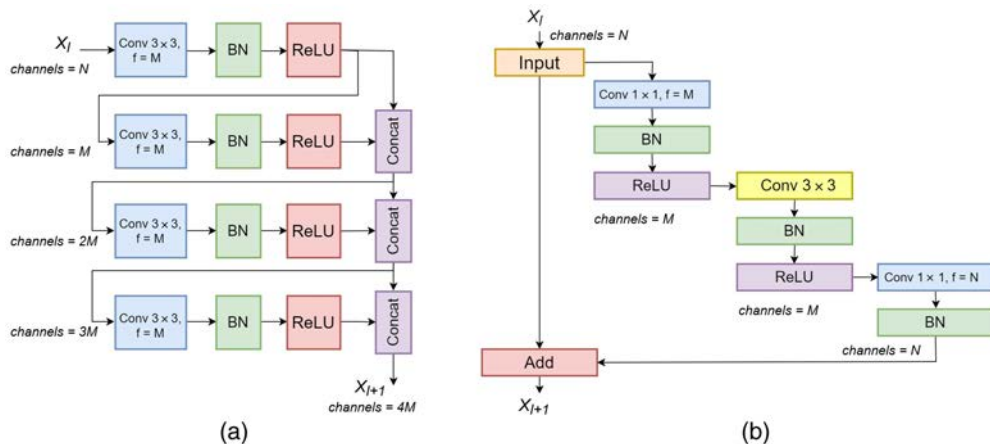 X_l
channels = N
Conv 3 × 3,
f = M
BN
ReLU
channels = M
Conv 3 × 3,
f = M
BN
ReLU
Concat
channels = 2M
Conv 3 × 3,
f = M
BN
ReLU
Concat
channels = 3M
Conv 3 × 3,
f = M
BN
ReLU
Concat
X_{l+1}
channels = 4M
(a)
X_l
channels = N
Input
Conv 1 × 1, f = M
BN
ReLU
channels = M
Conv 3 × 3
BN
ReLU
channels = M
Conv 1 × 1, f = N
BN
channels = N
Add
X_{l+1}
(b)